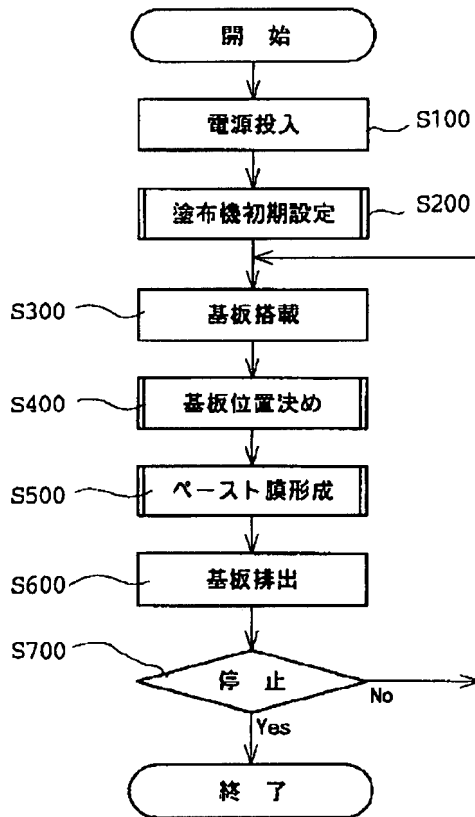 開 始
電源投入
S100
塗布機初期設定
S200
S300
基板搭載
S400
基板位置決め
S500
ペースト膜形成
S600
基板排出
S700
停 止
No
Yes
終 了